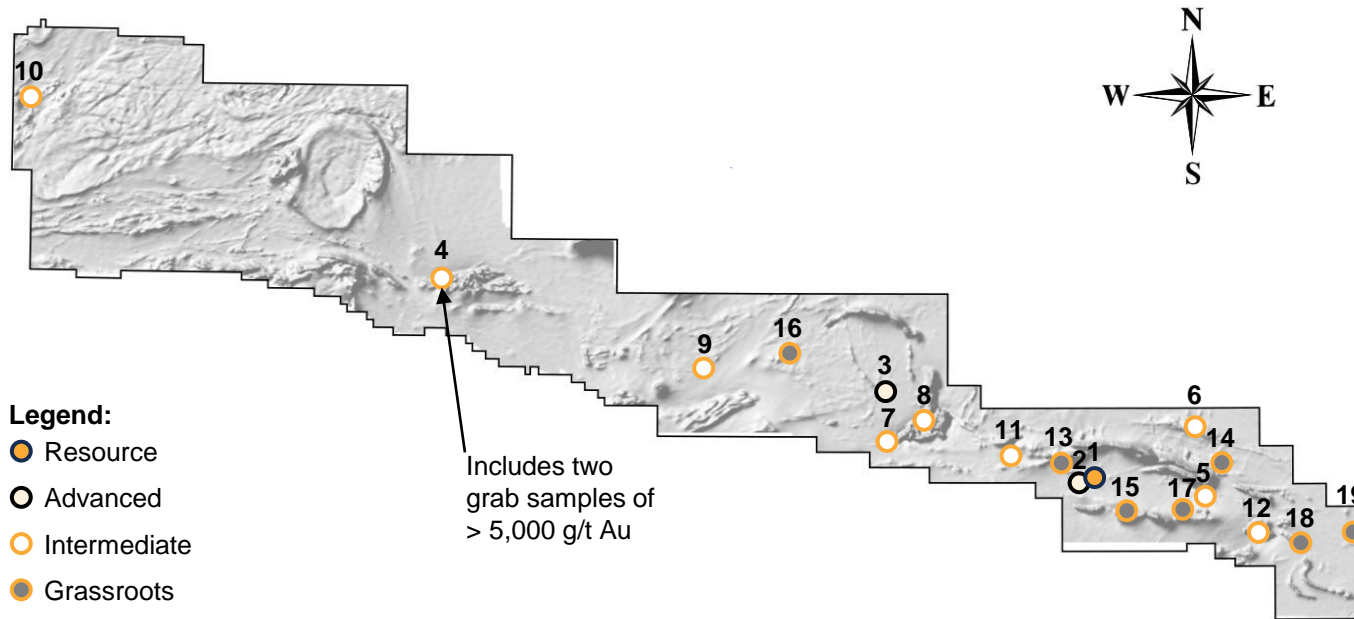 N
10
W E
S
4
16
9
3
8
6
7
11
13
14
2 1
5
15
17
12
19
18
Legend:
Resource
Advanced
Intermediate
Grassroots
Includes two
grab samples of
> 5,000 g/t Au